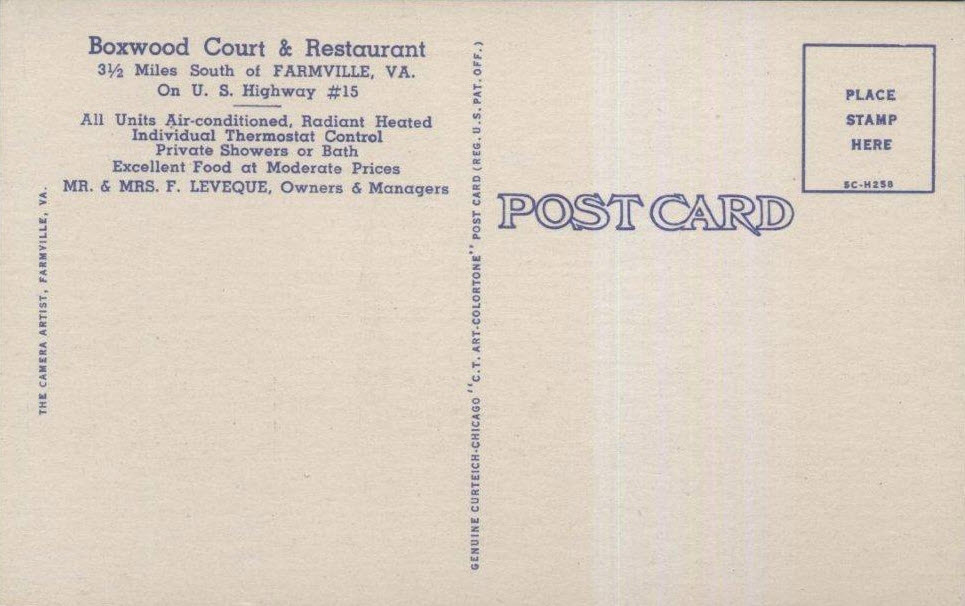 Boxwood Court & Restaurant
3½ Miles South of FARMVILLE, VA.
On U. S. Highway #15
All Units Air-conditioned, Radiant Heated
Individual Thermostat Control
Private Showers or Bath
Excellent Food at Moderate Prices
MR. & MRS. F. LEVEQUE, Owners & Managers
THE CAMERA ARTIST, FARMVILLE, VA.
GENUINE CURTEICH-CHICAGO "C.T. ART-COLORTONE" POST CARD (REG. U.S. PAT. OFF.)
POST CARD
PLACE
STAMP
HERE
5C-H258